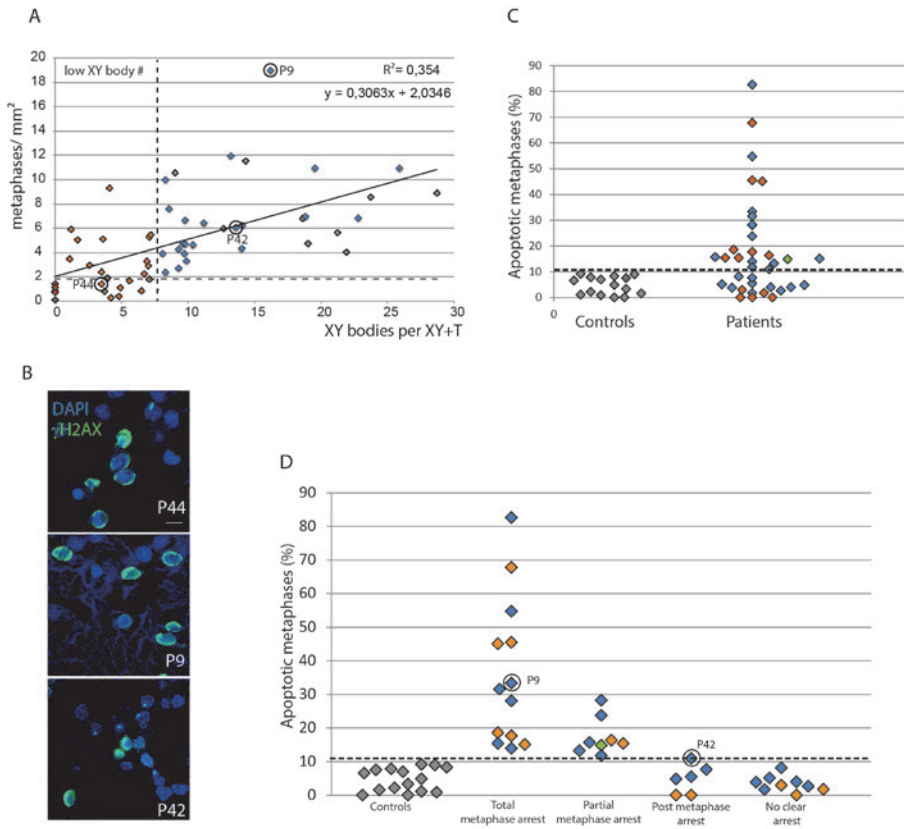 A
metaphases/ mm²
20
18
16
14
12
10
8
6
4
2
0
low XY body #
P9
R²= 0,354
y = 0,3063x + 2,0346
P42
P44
0 5 10 15 20 25 30
XY bodies per XY+T
C
Apoptotic metaphases (%)
90
80
70
60
50
40
30
20
10
0
0
Controls Patients
B
DAPI
γH2AX
P44
P9
P42
D
Apoptotic metaphases (%)
90
80
70
60
50
40
30
20
10
0
P9
P42
Controls Total metaphase arrest Partial metaphase arrest Post metaphase arrest No clear arrest